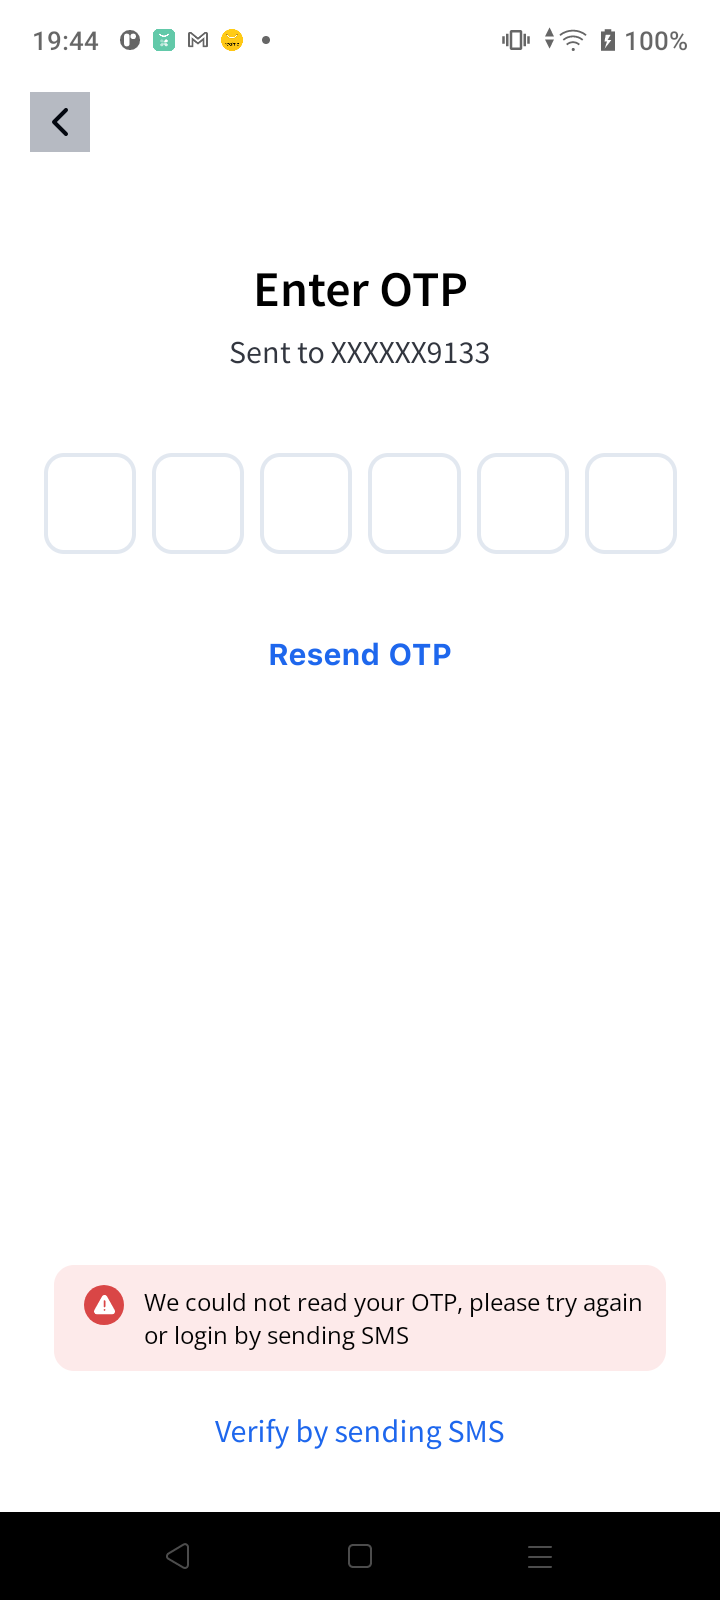 19:44
100%
Enter OTP
Sent to XXXXXX9133
Resend OTP
We could not read your OTP, please try again
or login by sending SMS
Verify by sending SMS